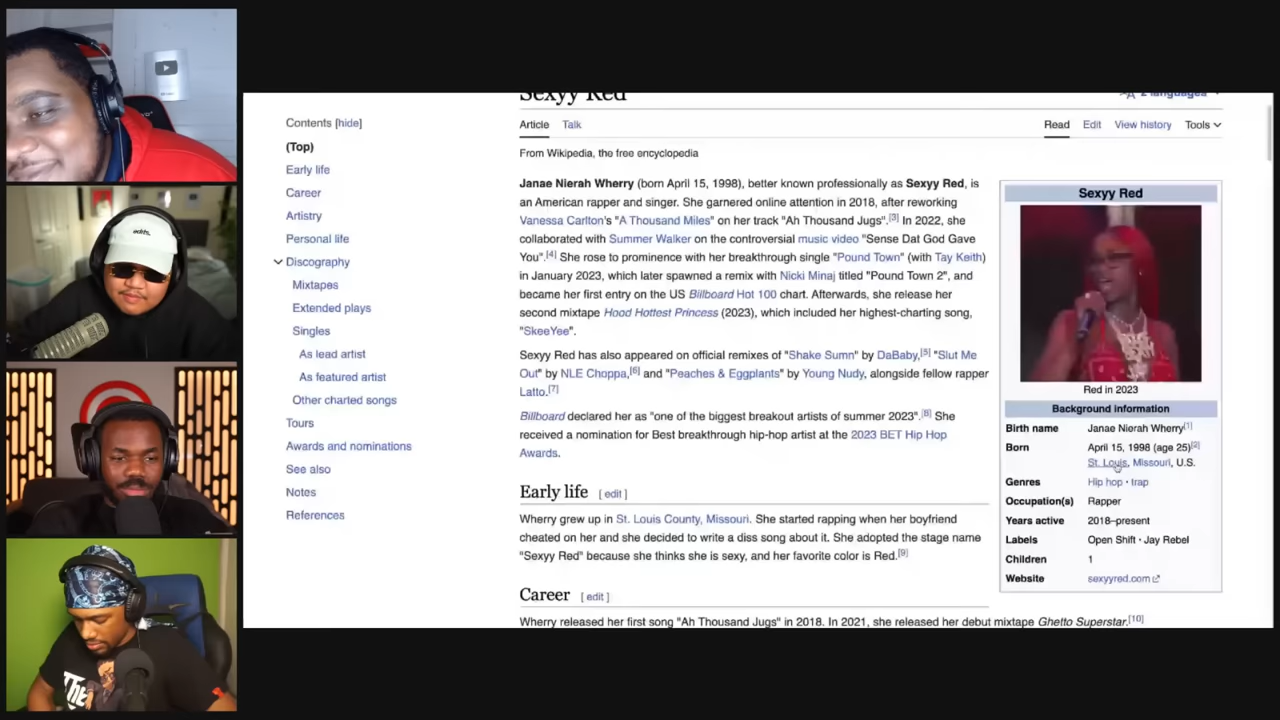 edits.
The
Contents [hide]
(Top)
Early life
Career
Artistry
Personal life
Discography
Mixtapes
Extended plays
Singles
As lead artist
As featured artist
Other charted songs
Tours
Awards and nominations
See also
Notes
References
Sexyy Red
2 languages
Article Talk
Read Edit View history Tools
From Wikipedia, the free encyclopedia
Janae Nierah Wherry (born April 15, 1998), better known professionally as Sexyy Red, is
an American rapper and singer. She garnered online attention in 2018, after reworking
Vanessa Carlton's "A Thousand Miles" on her track "Ah Thousand Jugs".[3] In 2022, she
collaborated with Summer Walker on the controversial music video "Sense Dat God Gave
You".[4] She rose to prominence with her breakthrough single "Pound Town" (with Tay Keith)
in January 2023, which later spawned a remix with Nicki Minaj titled "Pound Town 2", and
became her first entry on the US Billboard Hot 100 chart. Afterwards, she release her
second mixtape Hood Hottest Princess (2023), which included her highest-charting song,
"SkeeYee".
Sexyy Red has also appeared on official remixes of "Shake Sumn" by DaBaby,[5] "Slut Me
Out" by NLE Choppa,[6] and "Peaches & Eggplants" by Young Nudy, alongside fellow rapper
Latto.[7]
Billboard declared her as "one of the biggest breakout artists of summer 2023".[8] She
received a nomination for Best breakthrough hip-hop artist at the 2023 BET Hip Hop
Awards.
Early life [ edit ]
Wherry grew up in St. Louis County, Missouri. She started rapping when her boyfriend
cheated on her and she decided to write a diss song about it. She adopted the stage name
"Sexyy Red" because she thinks she is sexy, and her favorite color is Red.[9]
Career [ edit ]
Wherry released her first song "Ah Thousand Jugs" in 2018. In 2021, she released her debut mixtape Ghetto Superstar.[10]
Sexyy Red
Red in 2023
Background information
Birth name Janae Nierah Wherry[1]
Born April 15, 1998 (age 25)[2]
St. Louis, Missouri, U.S.
Genres Hip hop · trap
Occupation(s) Rapper
Years active 2018–present
Labels Open Shift · Jay Rebel
Children 1
Website sexyyred.com